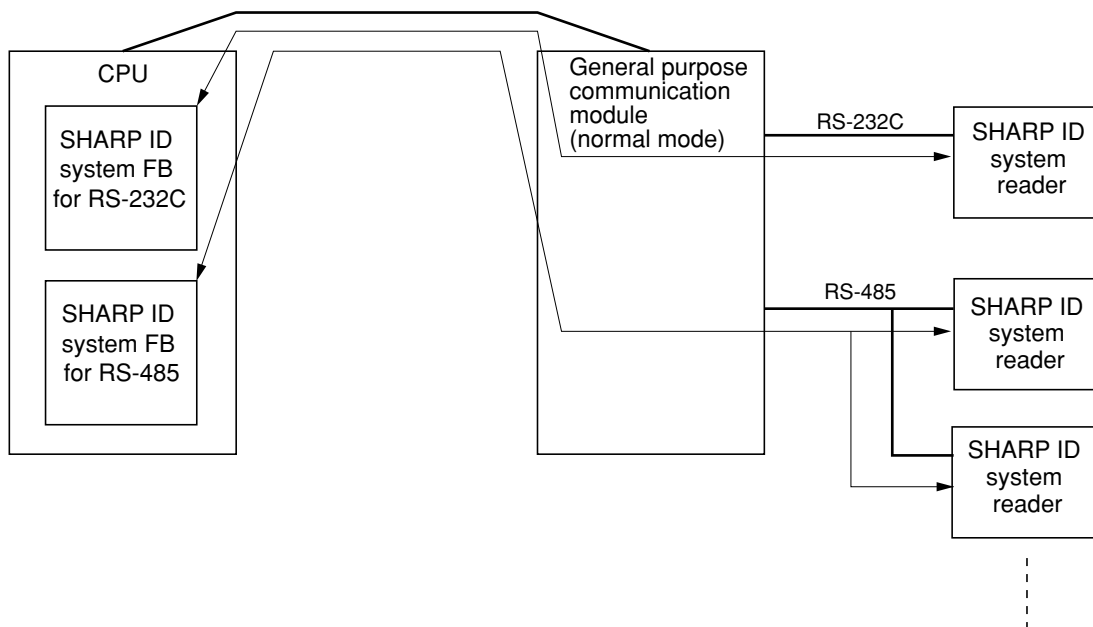 CPU
SHARP ID
system FB
for RS-232C
SHARP ID
system FB
for RS-485
General purpose
communication
module
(normal mode)
RS-232C
SHARP ID
system
reader
RS-485
SHARP ID
system
reader
SHARP ID
system
reader